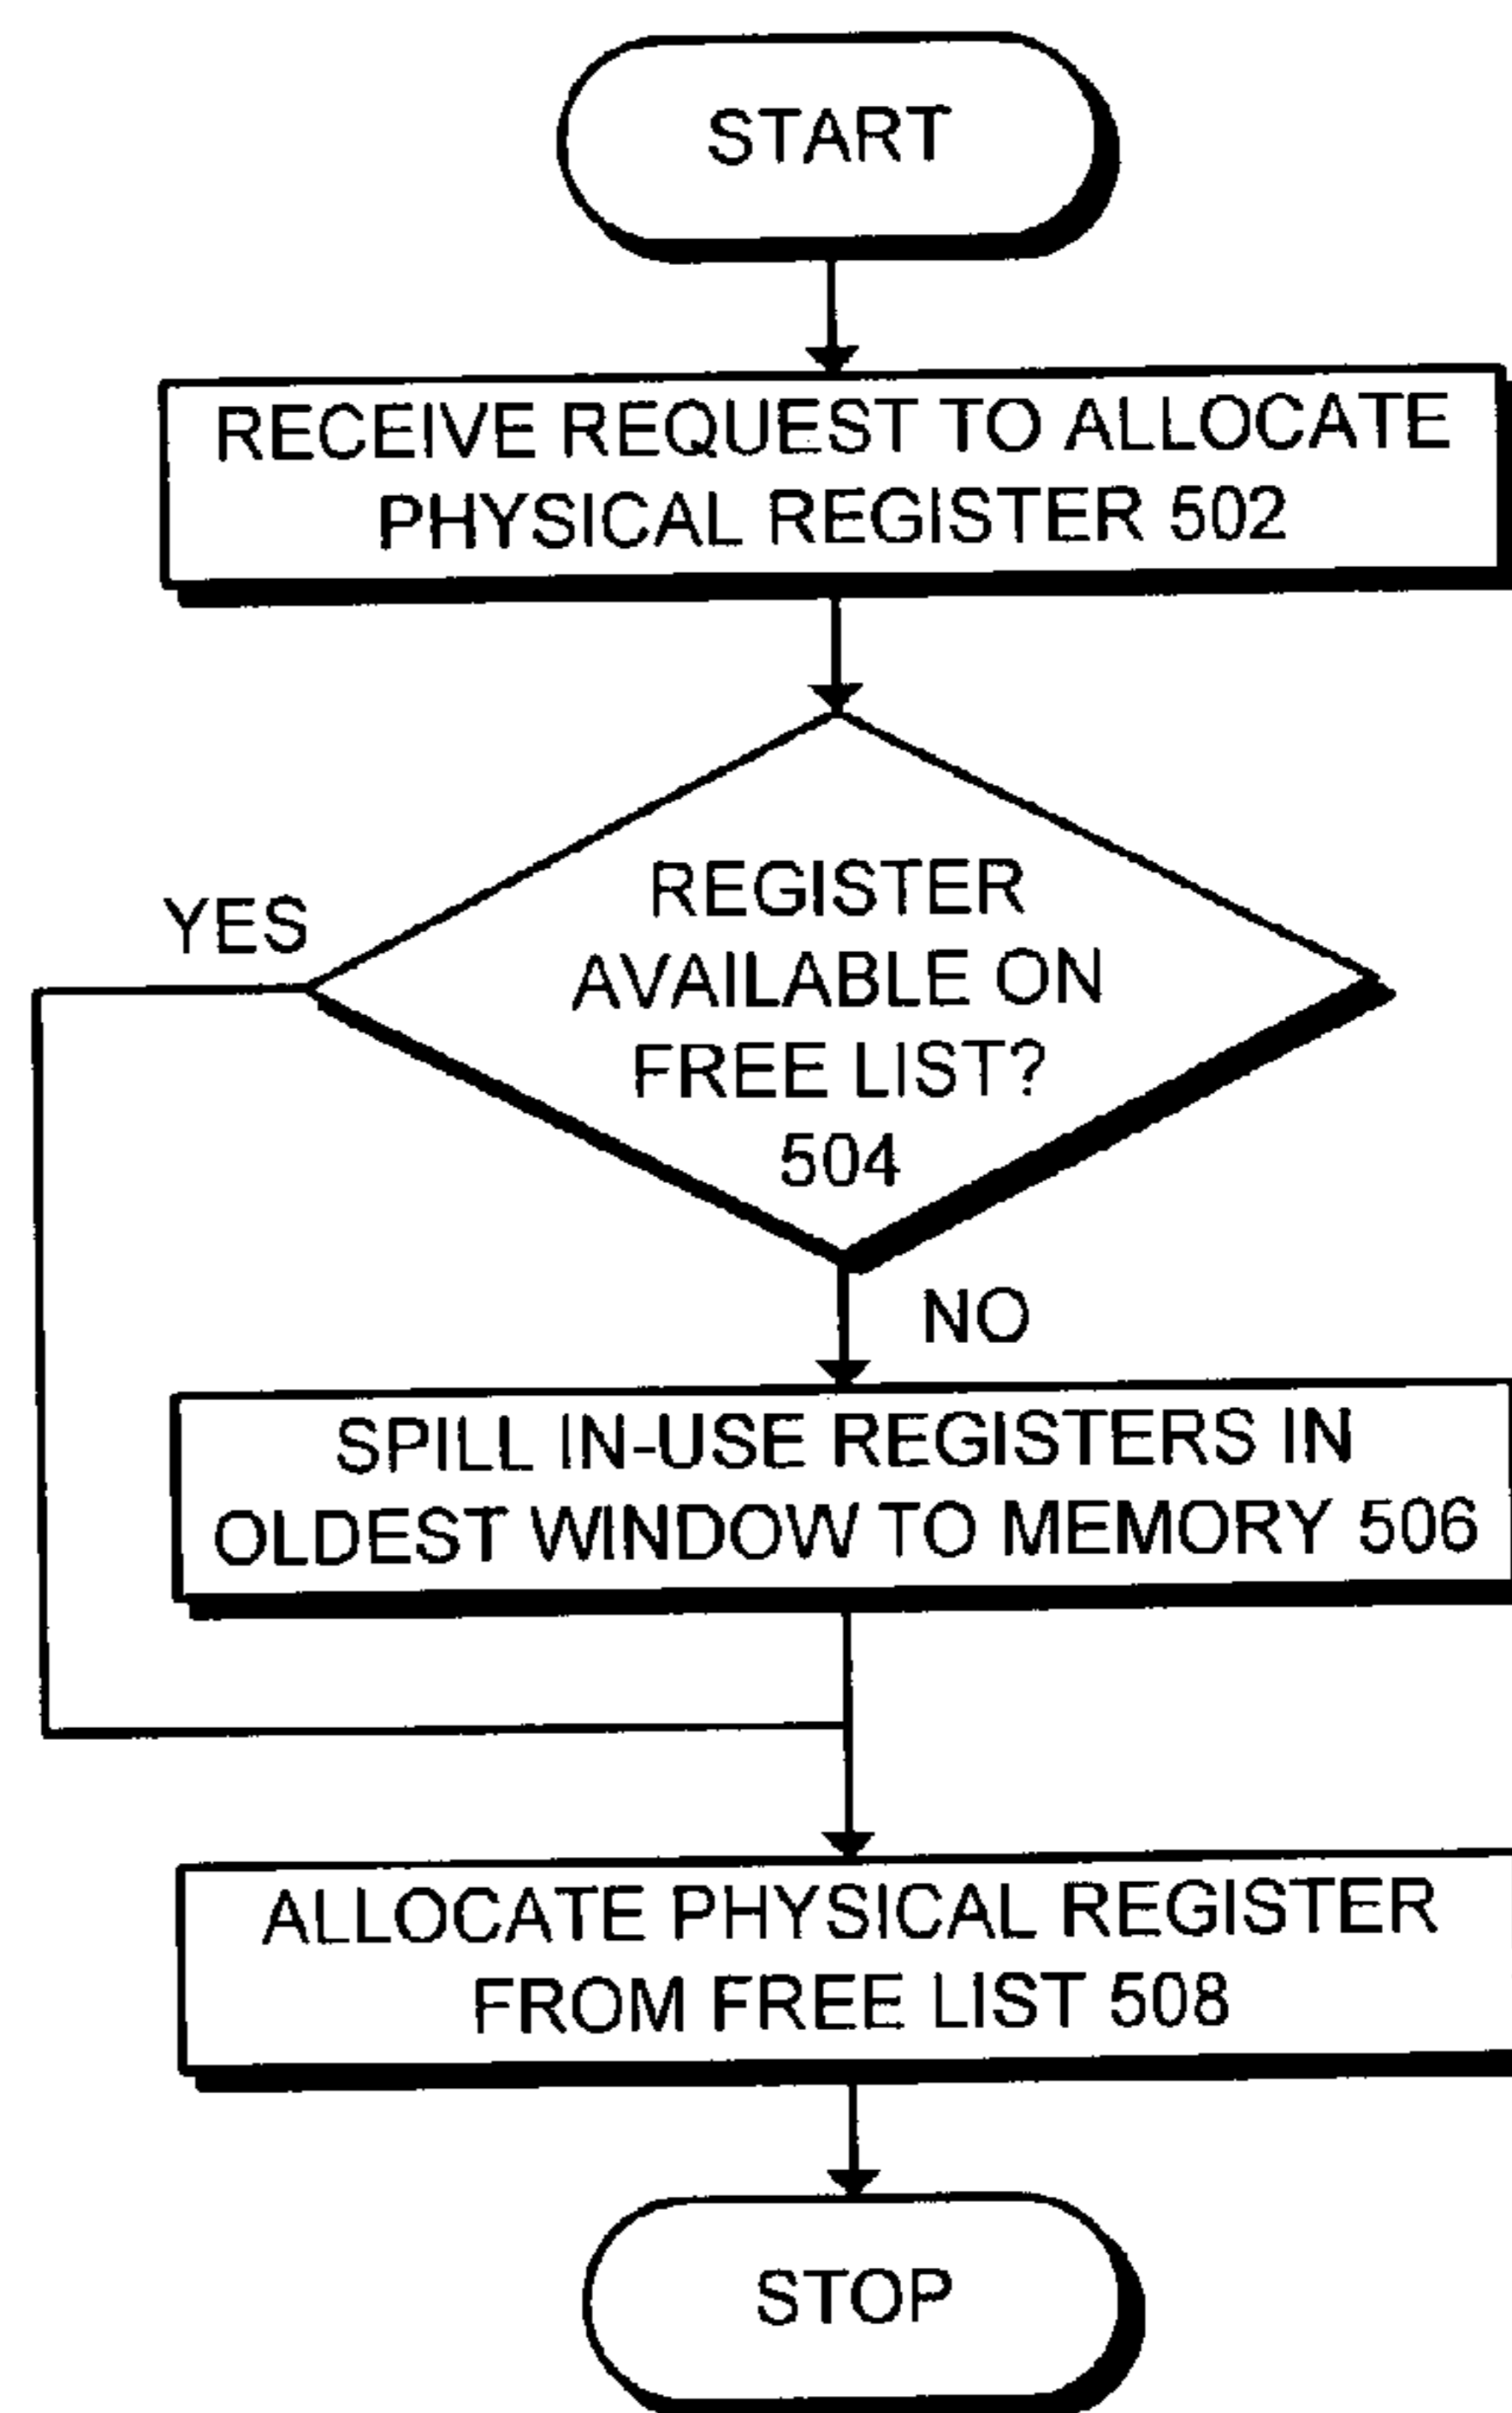 START
RECEIVE REQUEST TO ALLOCATE
PHYSICAL REGISTER 502
REGISTER
AVAILABLE ON
FREE LIST?
504
YES
NO
SPILL IN-USE REGISTERS IN
OLDEST WINDOW TO MEMORY 506
ALLOCATE PHYSICAL REGISTER
FROM FREE LIST 508
STOP